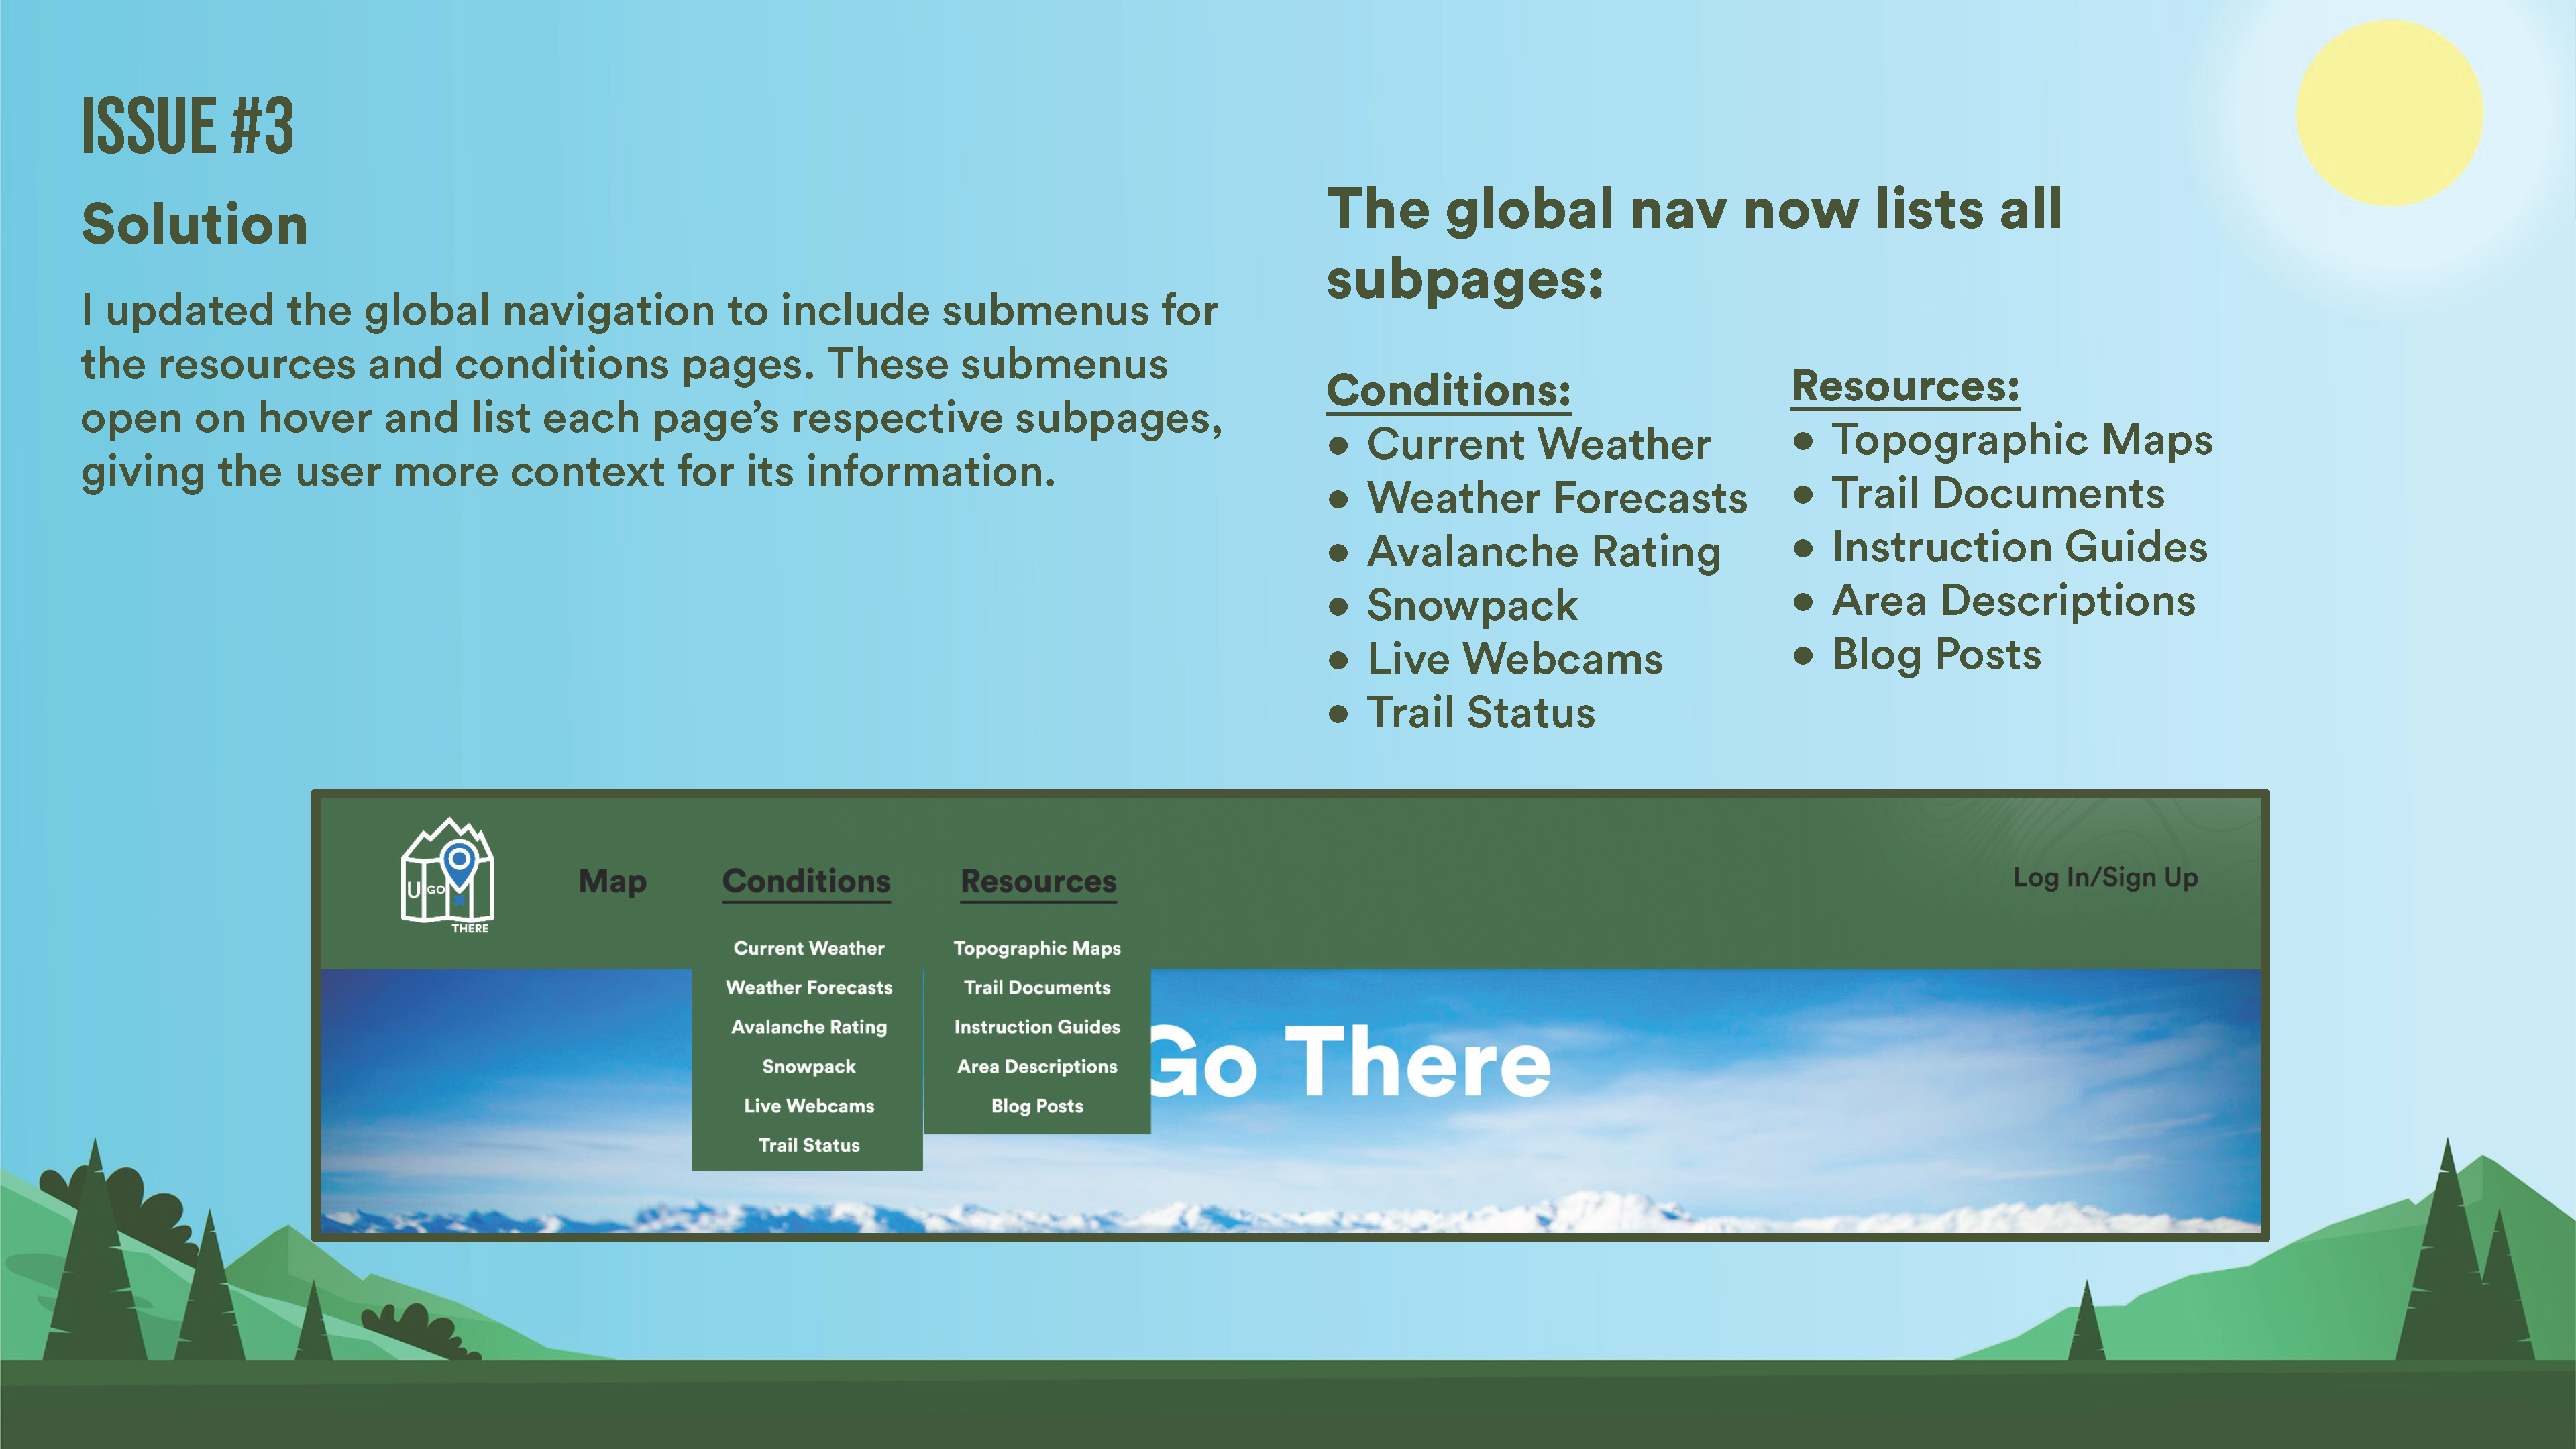 ISSUE #3
Solution
I updated the global navigation to include submenus for
the resources and conditions pages. These submenus
open on hover and list each page’s respective subpages,
giving the user more context for its information.
The global nav now lists all
subpages:
Conditions:
• Current Weather
• Weather Forecasts
• Avalanche Rating
• Snowpack
• Live Webcams
• Trail Status
Resources:
• Topographic Maps
• Trail Documents
• Instruction Guides
• Area Descriptions
• Blog Posts
U GO
THERE
Map
Conditions
Resources
Log In/Sign Up
Current Weather
Weather Forecasts
Avalanche Rating
Snowpack
Live Webcams
Trail Status
Topographic Maps
Trail Documents
Instruction Guides
Area Descriptions
Blog Posts
Go There